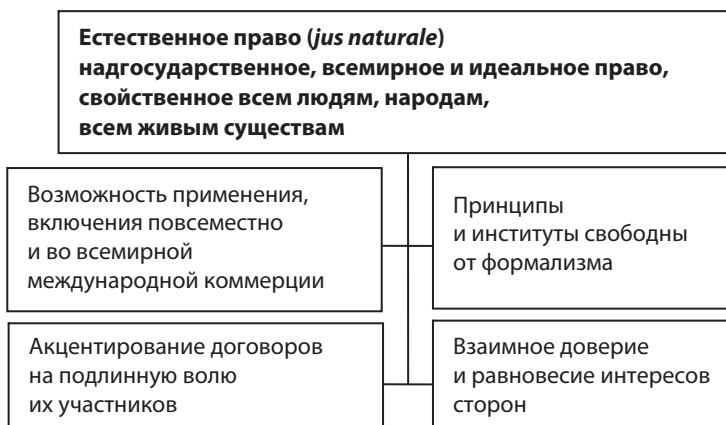 Естественное право (jus naturale)
надгосударственное, всемирное и идеальное право,
свойственное всем людям, народам,
всем живым существам
Возможность применения,
включения повсеместно
и во всемирной
международной коммерции
Принципы
и институты свободны
от формализма
Акцентирование договоров
на подлинную волю
их участников
Взаимное доверие
и равновесие интересов
сторон